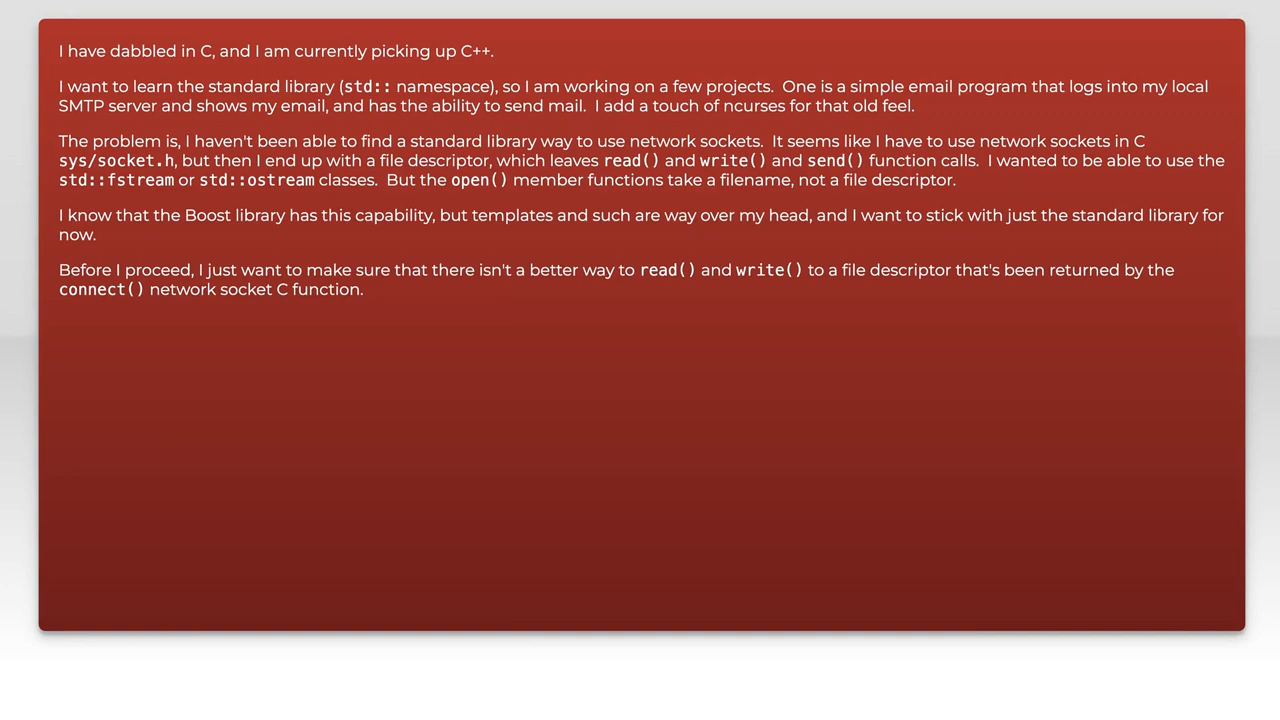 I have dabbled in C, and I am currently picking up C++.
I want to learn the standard library (std:: namespace), so I am working on a few projects.  One is a simple email program that logs into my local
SMTP server and shows my email, and has the ability to send mail.  I add a touch of ncurses for that old feel.
The problem is, I haven't been able to find a standard library way to use network sockets.  It seems like I have to use network sockets in C
sys/socket.h, but then I end up with a file descriptor, which leaves read() and write() and send() function calls.  I wanted to be able to use the
std::fstream or std::ostream classes.  But the open() member functions take a filename, not a file descriptor.
I know that the Boost library has this capability, but templates and such are way over my head, and I want to stick with just the standard library for
now.
Before I proceed, I just want to make sure that there isn't a better way to read() and write() to a file descriptor that's been returned by the
connect() network socket C function.